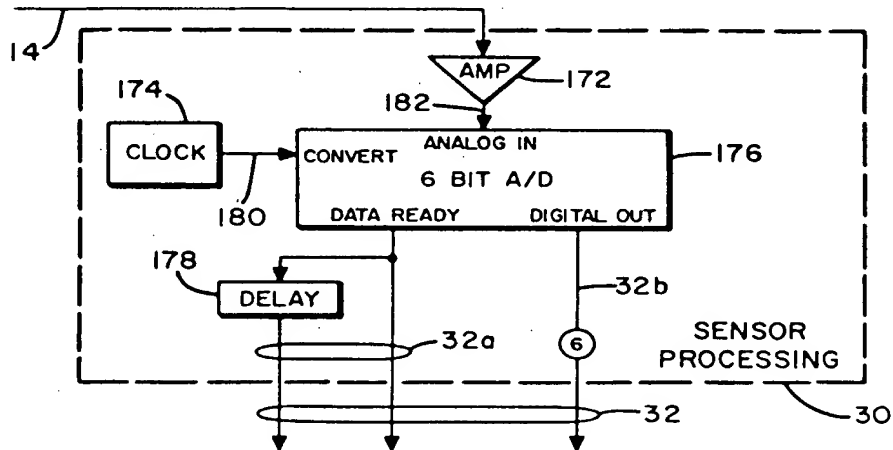 14
AMP
172
174
182
CLOCK
CONVERT
ANALOG IN
176
6 BIT A/D
180
DATA READY
DIGITAL OUT
178
DELAY
32b
32a
6
SENSOR
PROCESSING
32
30